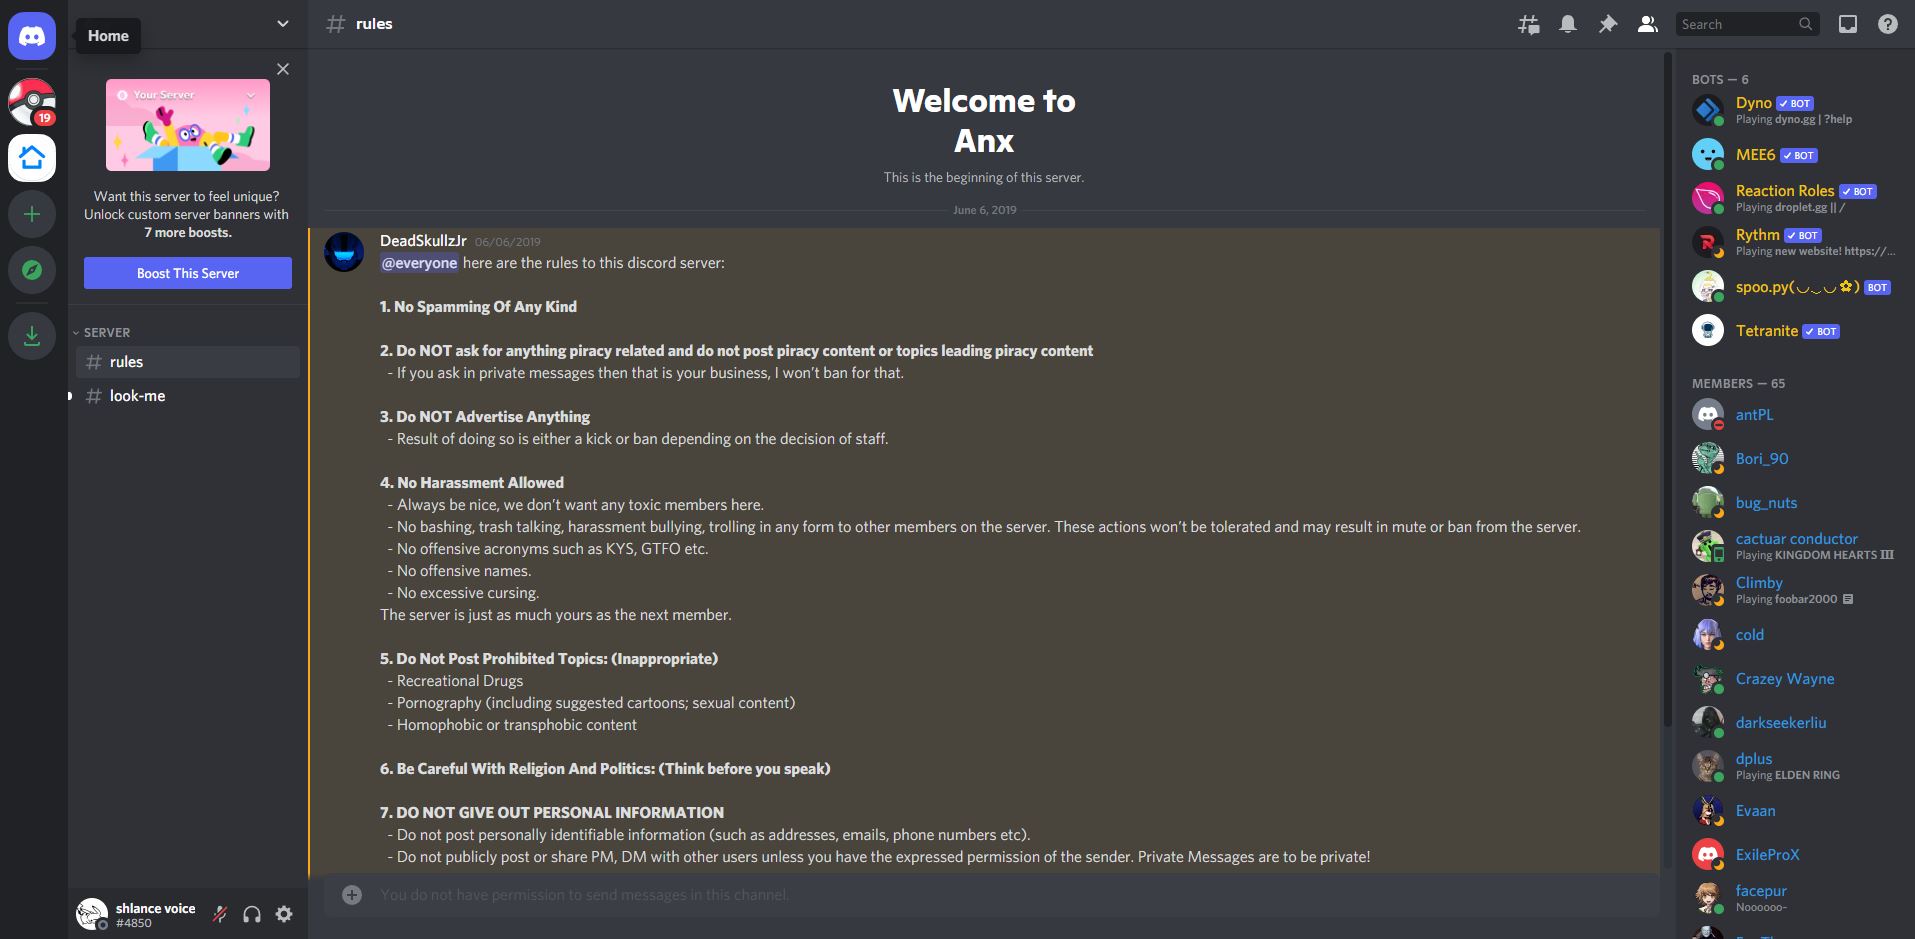 Home
19
Your Server
Want this server to feel unique?
Unlock custom server banners with
7 more boosts.
Boost This Server
SERVER
rules
look-me
shlance voice
#4850
rules
Search
Welcome to
Anx
This is the beginning of this server.
June 6, 2019
DeadSkullzJr 06/06/2019
@everyone here are the rules to this discord server:
1. No Spamming Of Any Kind
2. Do NOT ask for anything piracy related and do not post piracy content or topics leading piracy content
- If you ask in private messages then that is your business, I won't ban for that.
3. Do NOT Advertise Anything
- Result of doing so is either a kick or ban depending on the decision of staff.
4. No Harassment Allowed
- Always be nice, we don't want any toxic members here.
- No bashing, trash talking, harassment bullying, trolling in any form to other members on the server. These actions won't be tolerated and may result in mute or ban from the server.
- No offensive acronyms such as KYS, GTFO etc.
- No offensive names.
- No excessive cursing.
The server is just as much yours as the next member.
5. Do Not Post Prohibited Topics: (Inappropriate)
- Recreational Drugs
- Pornography (including suggested cartoons; sexual content)
- Homophobic or transphobic content
6. Be Careful With Religion And Politics: (Think before you speak)
7. DO NOT GIVE OUT PERSONAL INFORMATION
- Do not post personally identifiable information (such as addresses, emails, phone numbers etc).
- Do not publicly post or share PM, DM with other users unless you have the expressed permission of the sender. Private Messages are to be private!
You do not have permission to send messages in this channel.
BOTS — 6
Dyno ✓ BOT
Playing dyno.gg | ?help
MEE6 ✓ BOT
Reaction Roles ✓ BOT
Playing droplet.gg || /
Rythm ✓ BOT
Playing new website! https://...
spoo.py(◡‿◡✿) BOT
Tetranite ✓ BOT
MEMBERS — 65
antPL
Bori_90
bug_nuts
cactuar conductor
Playing KINGDOM HEARTS III
Climby
Playing foobar2000
cold
Crazey Wayne
darkseekerliu
dplus
Playing ELDEN RING
Evaan
ExileProX
facepur
Noooooo~